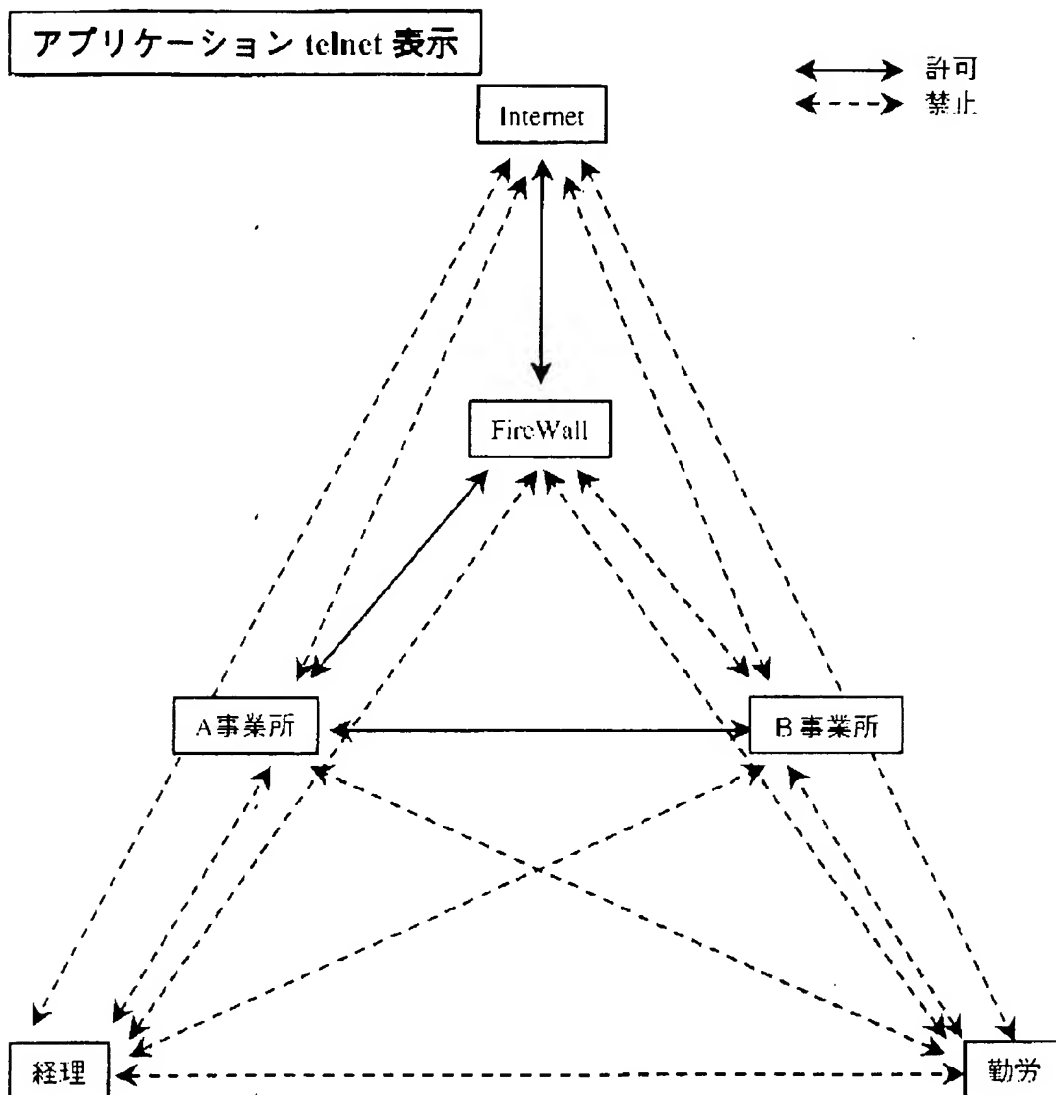 アプリケーション telnet 表示
許可
禁止
Internet
FireWall
A事業所
B事業所
経理
勤労